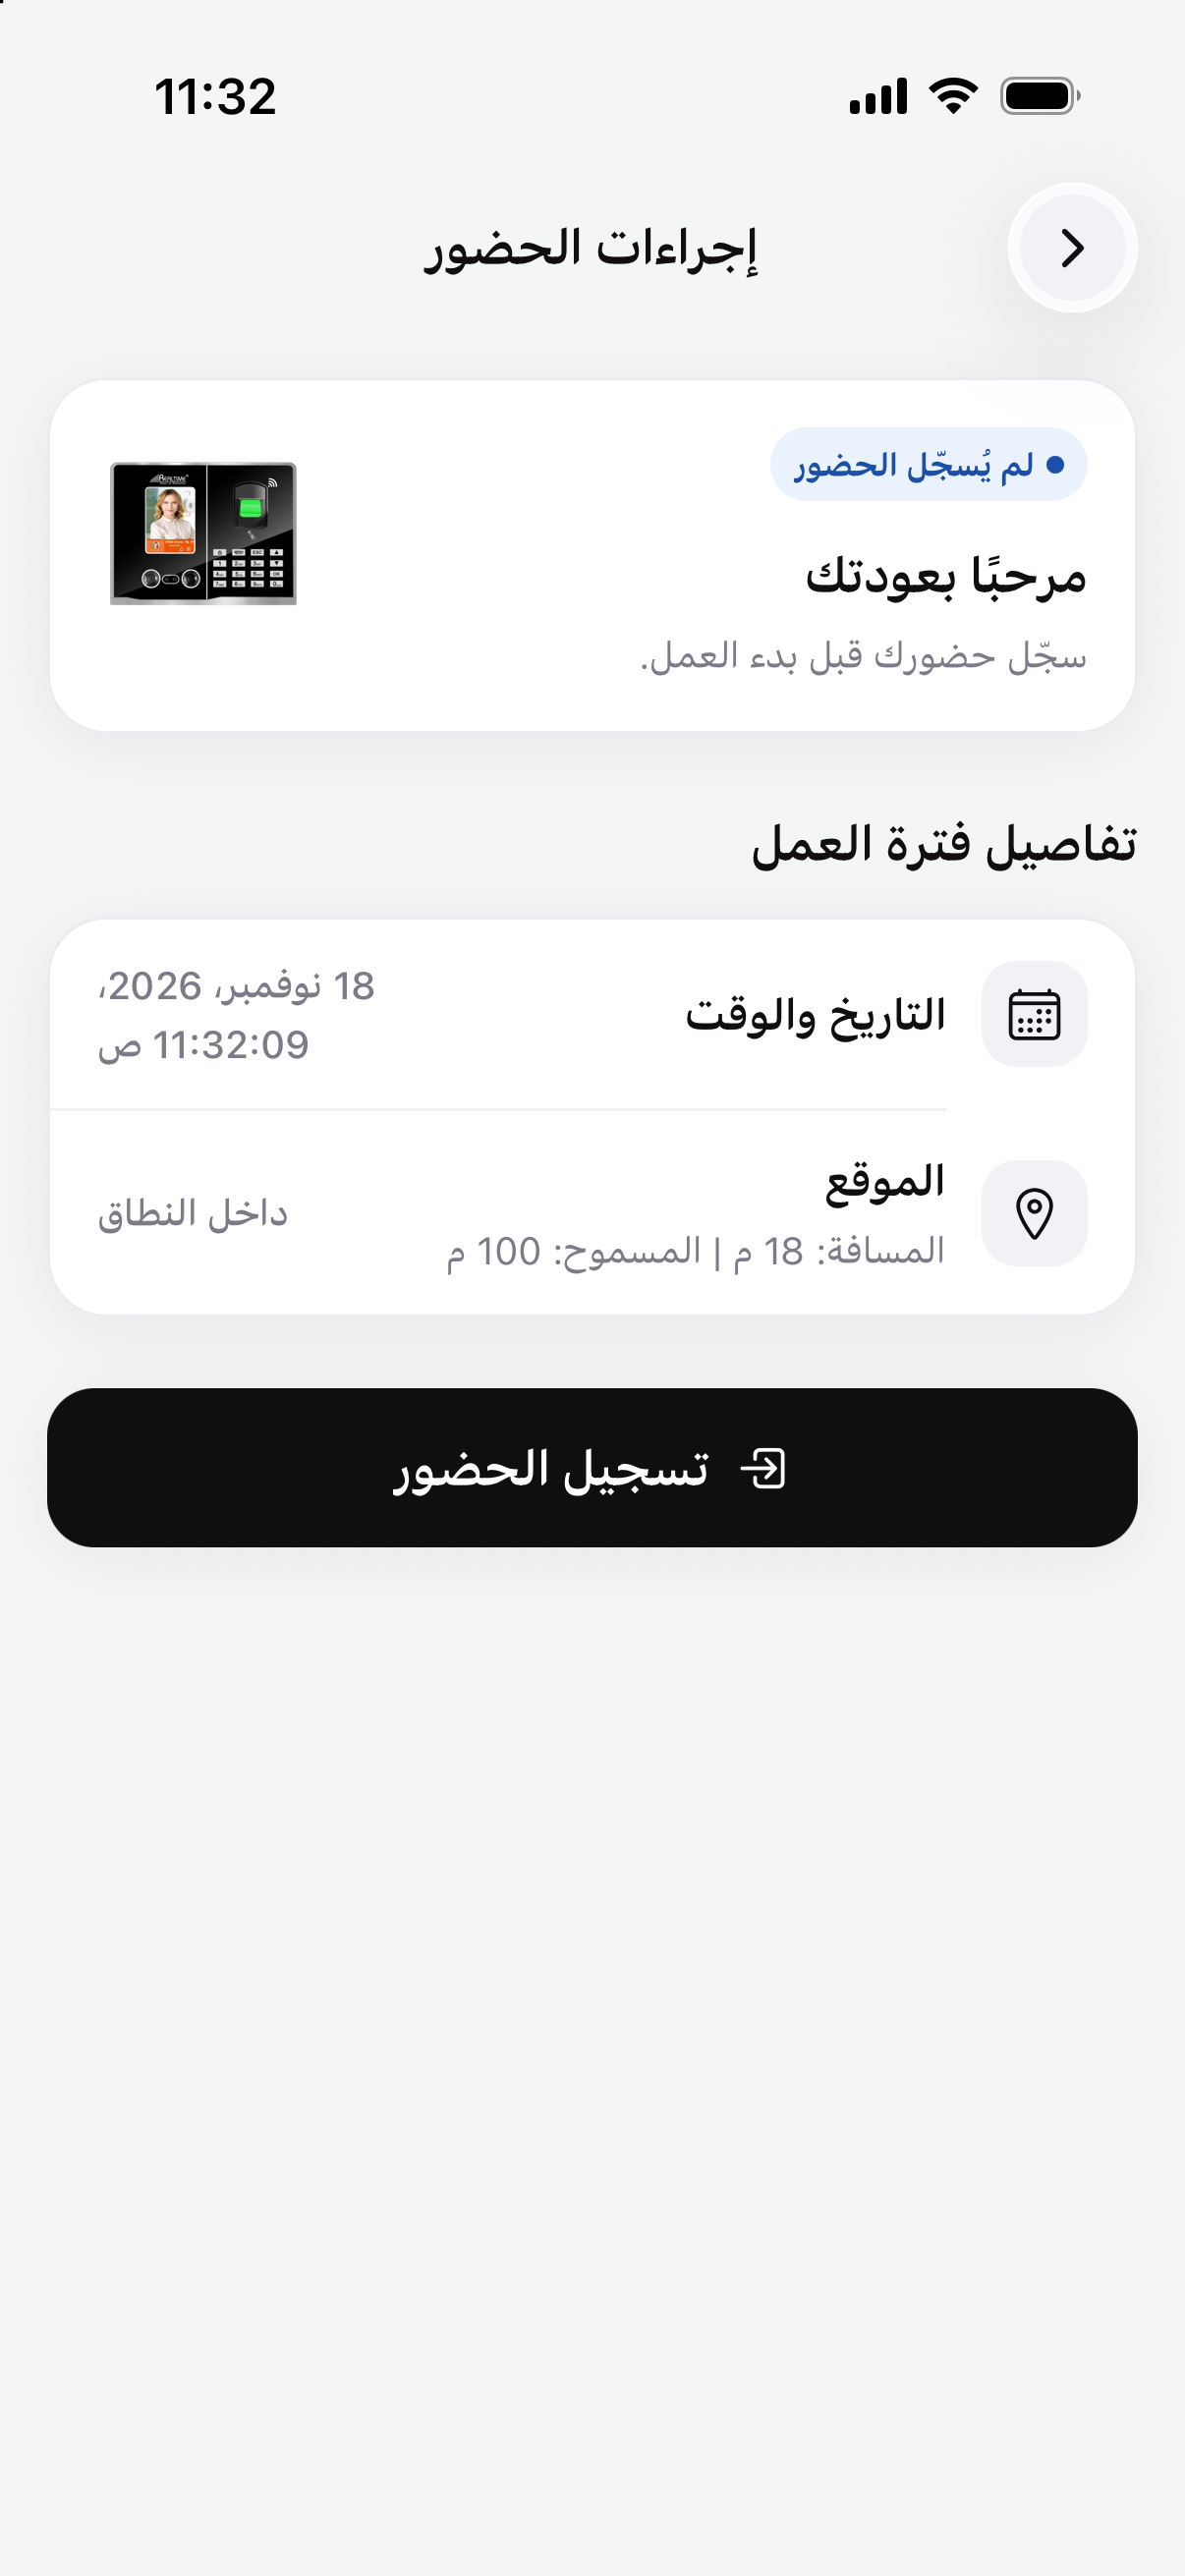 11:32
إجراءات الحضور
لم يُسجّل الحضور
REALTIME
مرحبًا بعودتك
سجّل حضورك قبل بدء العمل.
تفاصيل فترة العمل
التاريخ والوقت
18 نوفمبر، 2026،
11:32:09 ص
الموقع
المسافة: 18 م | المسموح: 100 م
داخل النطاق
تسجيل الحضور